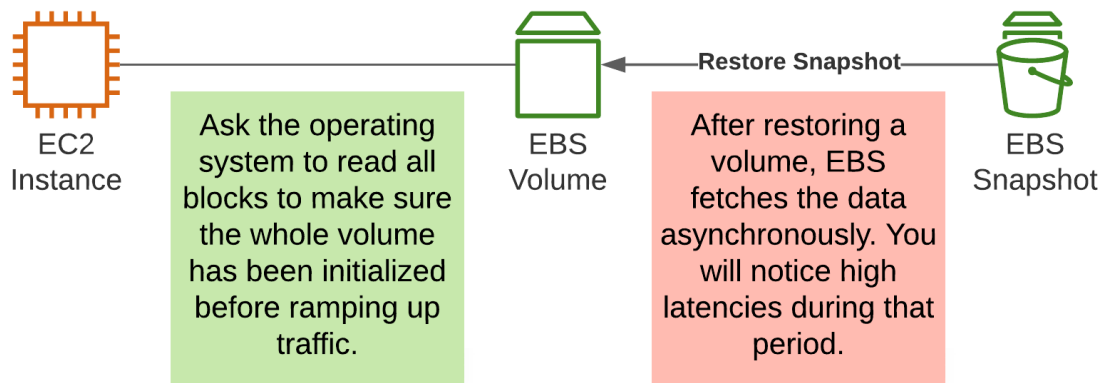 Restore Snapshot
EC2
Instance
Ask the operating
system to read all
blocks to make sure
the whole volume
has been initialized
before ramping up
traffic.
EBS
Volume
After restoring a
volume, EBS
fetches the data
asynchronously. You
will notice high
latencies during that
period.
EBS
Snapshot